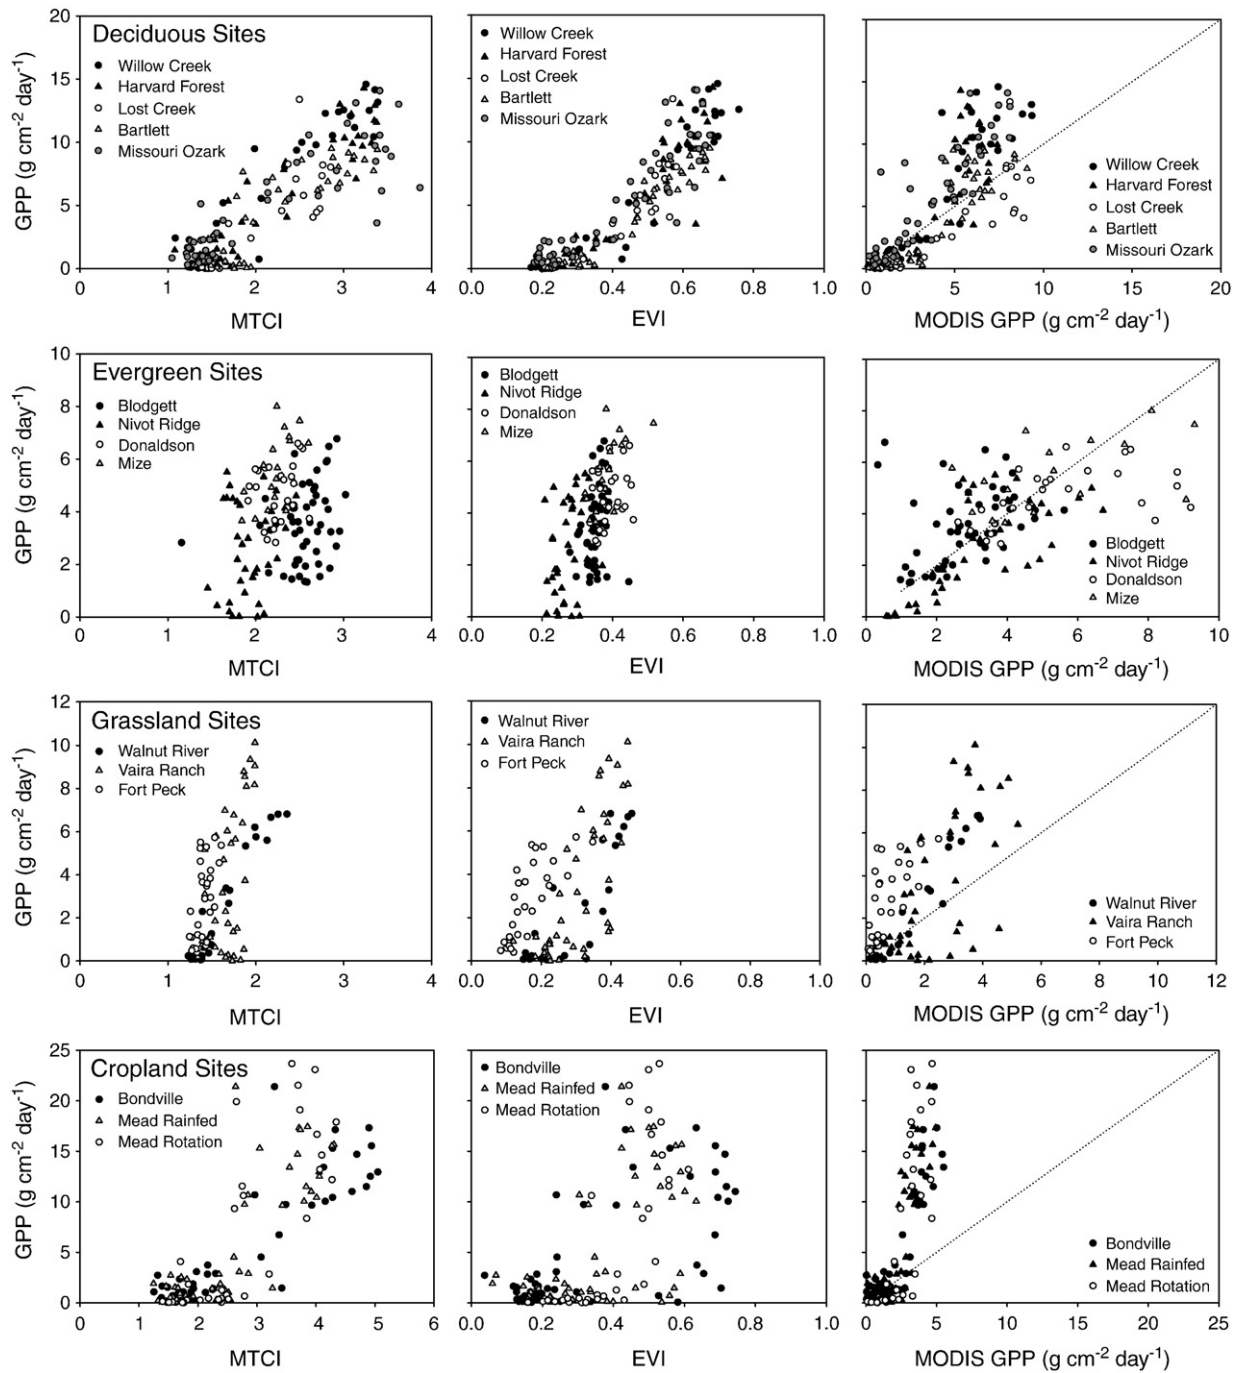 20
15
10
5
0
GPP (g cm-2 day-1)
Deciduous Sites
Willow Creek
Harvard Forest
Lost Creek
Bartlett
Missouri Ozark
0 1 2 3 4
MTCI
Willow Creek
Harvard Forest
Lost Creek
Bartlett
Missouri Ozark
0.0 0.2 0.4 0.6 0.8 1.0
EVI
Willow Creek
Harvard Forest
Lost Creek
Bartlett
Missouri Ozark
0 5 10 15 20
MODIS GPP (g cm-2 day-1)
10
8
6
4
2
0
GPP (g cm-2 day-1)
Evergreen Sites
Blodgett
Nivot Ridge
Donaldson
Mize
0 1 2 3 4
MTCI
Blodgett
Nivot Ridge
Donaldson
Mize
0.0 0.2 0.4 0.6 0.8 1.0
EVI
Blodgett
Nivot Ridge
Donaldson
Mize
0 2 4 6 8 10
MODIS GPP (g cm-2 day-1)
12
10
8
6
4
2
0
GPP (g cm-2 day-1)
Grassland Sites
Walnut River
Vaira Ranch
Fort Peck
0 1 2 3 4
MTCI
Walnut River
Vaira Ranch
Fort Peck
0.0 0.2 0.4 0.6 0.8 1.0
EVI
Walnut River
Vaira Ranch
Fort Peck
0 2 4 6 8 10 12
MODIS GPP (g cm-2 day-1)
25
20
15
10
5
0
GPP (g cm-2 day-1)
Cropland Sites
Bondville
Mead Rainfed
Mead Rotation
0 1 2 3 4 5 6
MTCI
Bondville
Mead Rainfed
Mead Rotation
0.0 0.2 0.4 0.6 0.8 1.0
EVI
Bondville
Mead Rainfed
Mead Rotation
0 5 10 15 20 25
MODIS GPP (g cm-2 day-1)